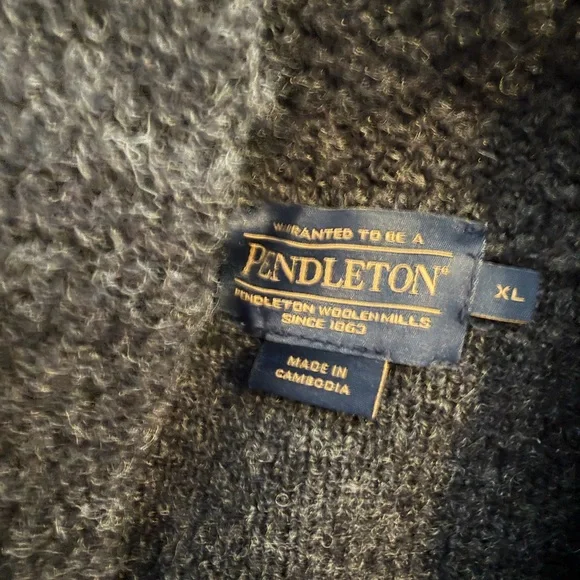 WARRANTED TO BE A
PENDLETON®
PENDLETON WOOLEN MILLS
SINCE 1863
XL
MADE IN
CAMBODIA